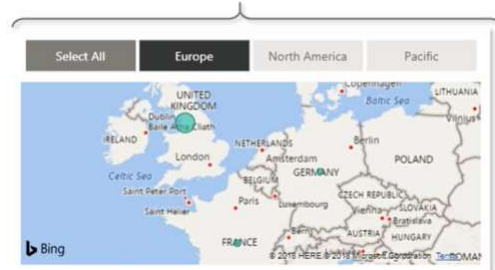 Select All Europe North America Pacific
Copenhagen
LITHUANIA
UNITED
KINGDOM
Baltic Sea
Vilnius
Dublin
Baile Átha Cliath
IRELAND
NETHERLANDS
Berlin
London
Amsterdam
POLAND
GERMANY
Celtic Sea
BELGIUM
Saint Peter Port
CZECH REPUBLIC
Paris
Luxembourg
SLOVAKIA
Saint Helier
Vienna
Bratislava
AUSTRIA
HUNGARY
FRANCE
Bing
© 2018 HERE © 2018 Microsoft Corporation Terms